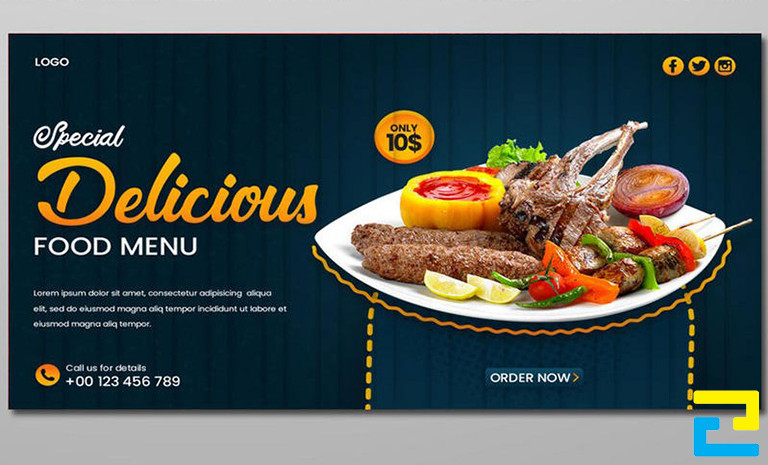 LOGO
Special
ONLY
10$
Delicious
FOOD MENU
Lorem ipsum dolor sit amet, consectetur adipisicing aliqua
elit, sed do eiusmod magna aliq tempor incididunt ut labore et
eiusmod magna aliq tempor.
Call us for details
+00 123 456 789
ORDER NOW >